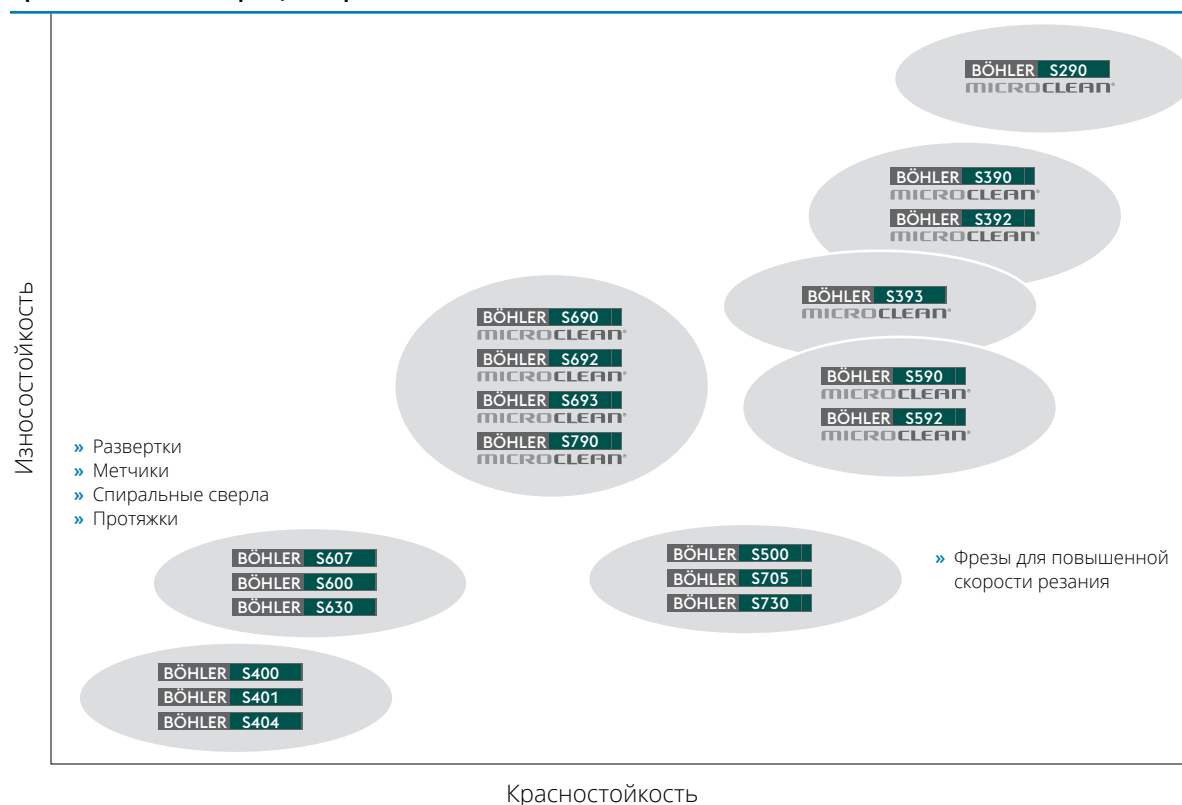 BÖHLER S290
MICROCLEAN®
BÖHLER S390
MICROCLEAN®
BÖHLER S392
MICROCLEAN®
BÖHLER S393
MICROCLEAN®
BÖHLER S690
MICROCLEAN®
BÖHLER S692
MICROCLEAN®
BÖHLER S693
MICROCLEAN®
BÖHLER S790
MICROCLEAN®
BÖHLER S590
MICROCLEAN®
BÖHLER S592
MICROCLEAN®
Износостойкость
» Развертки
» Метчики
» Спиральные сверла
» Протяжки
BÖHLER S607
BÖHLER S600
BÖHLER S630
BÖHLER S500
BÖHLER S705
BÖHLER S730
» Фрезы для повышенной
скорости резания
BÖHLER S400
BÖHLER S401
BÖHLER S404
Красностойкость